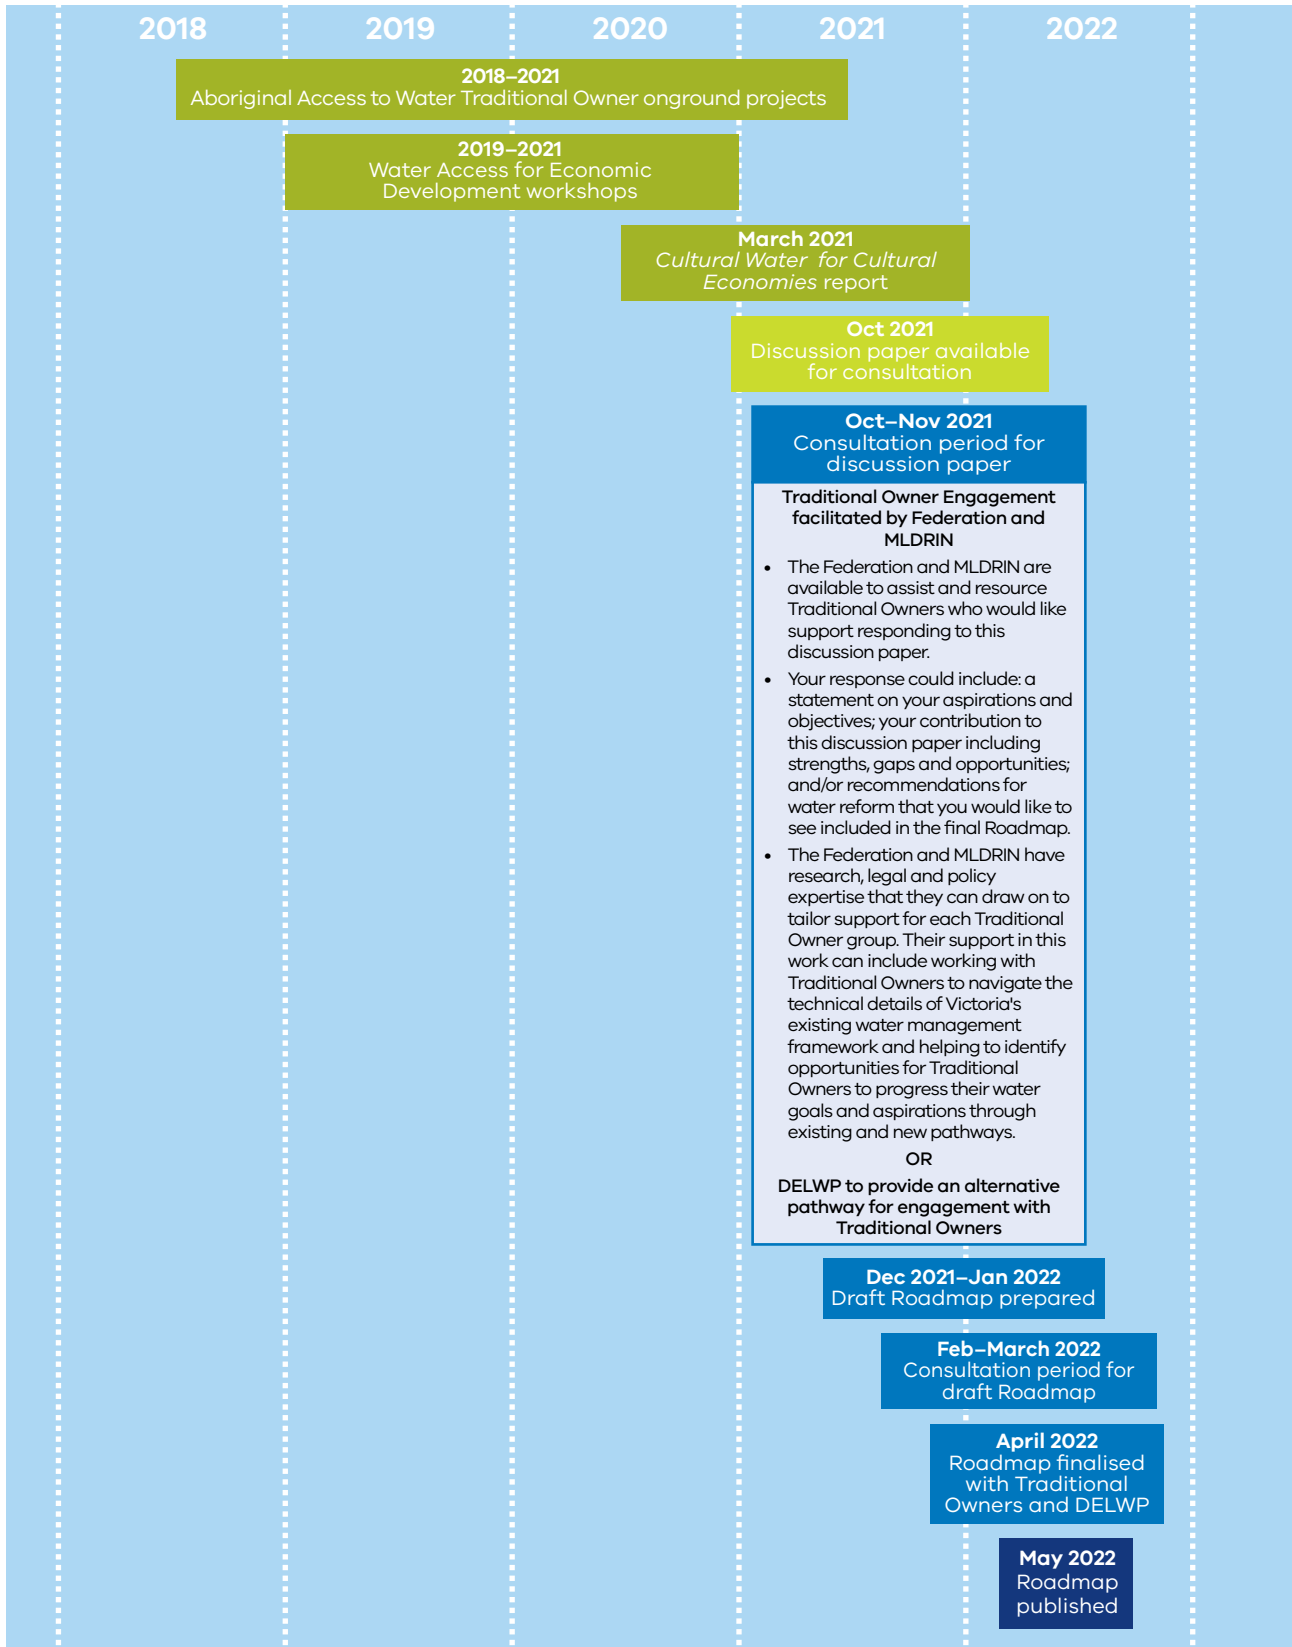 2018 2019 2020 2021 2022
2018–2021
Aboriginal Access to Water Traditional Owner onground projects
2019–2021
Water Access for Economic
Development workshops
March 2021
Cultural Water for Cultural
Economies report
Oct 2021
Discussion paper available
for consultation
Oct–Nov 2021
Consultation period for
discussion paper
Traditional Owner Engagement
facilitated by Federation and
MLDRIN
• The Federation and MLDRIN are
available to assist and resource
Traditional Owners who would like
support responding to this
discussion paper.
• Your response could include: a
statement on your aspirations and
objectives; your contribution to
this discussion paper including
strengths, gaps and opportunities;
and/or recommendations for
water reform that you would like to
see included in the final Roadmap.
• The Federation and MLDRIN have
research, legal and policy
expertise that they can draw on to
tailor support for each Traditional
Owner group. Their support in this
work can include working with
Traditional Owners to navigate the
technical details of Victoria's
existing water management
framework and helping to identify
opportunities for Traditional
Owners to progress their water
goals and aspirations through
existing and new pathways.
OR
DELWP to provide an alternative
pathway for engagement with
Traditional Owners
Dec 2021–Jan 2022
Draft Roadmap prepared
Feb–March 2022
Consultation period for
draft Roadmap
April 2022
Roadmap finalised
with Traditional
Owners and DELWP
May 2022
Roadmap
published